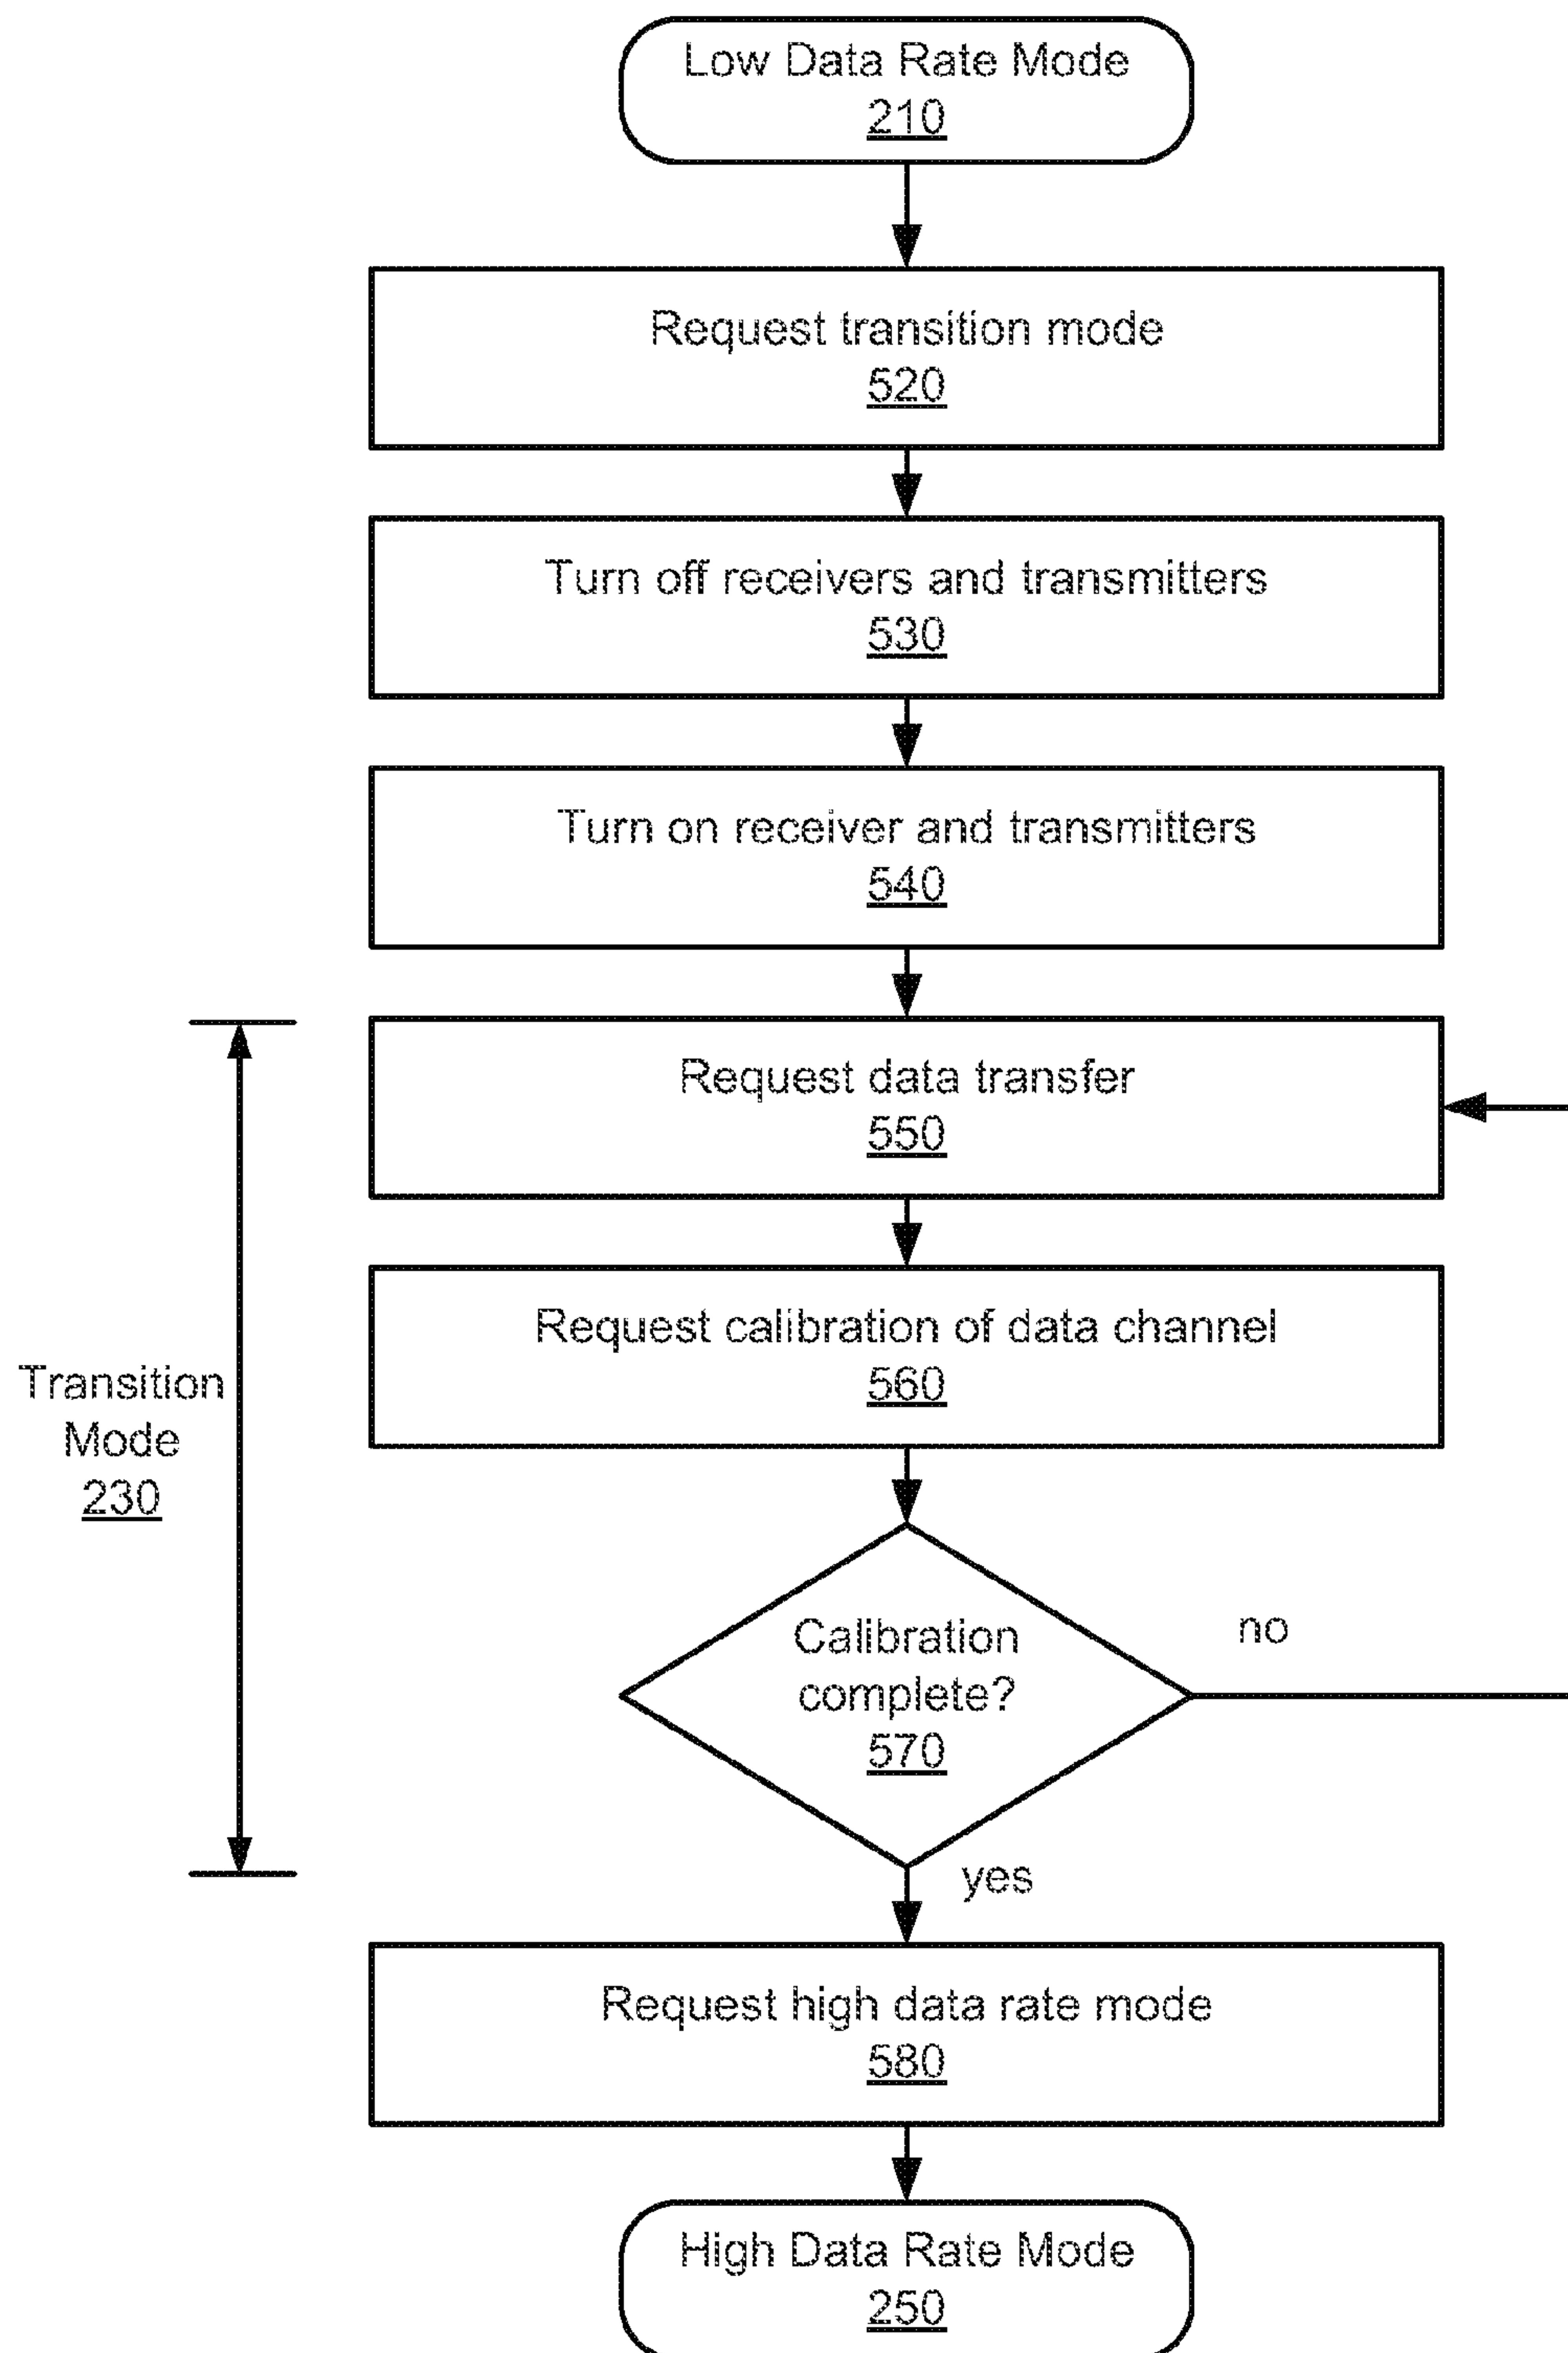 Low Data Rate Mode
210
Request transition mode
520
Turn off receivers and transmitters
530
Turn on receiver and transmitters
540
Request data transfer
550
Request calibration of data channel
560
Transition
Mode
230
Calibration
complete?
570
no
yes
Request high data rate mode
580
High Data Rate Mode
250